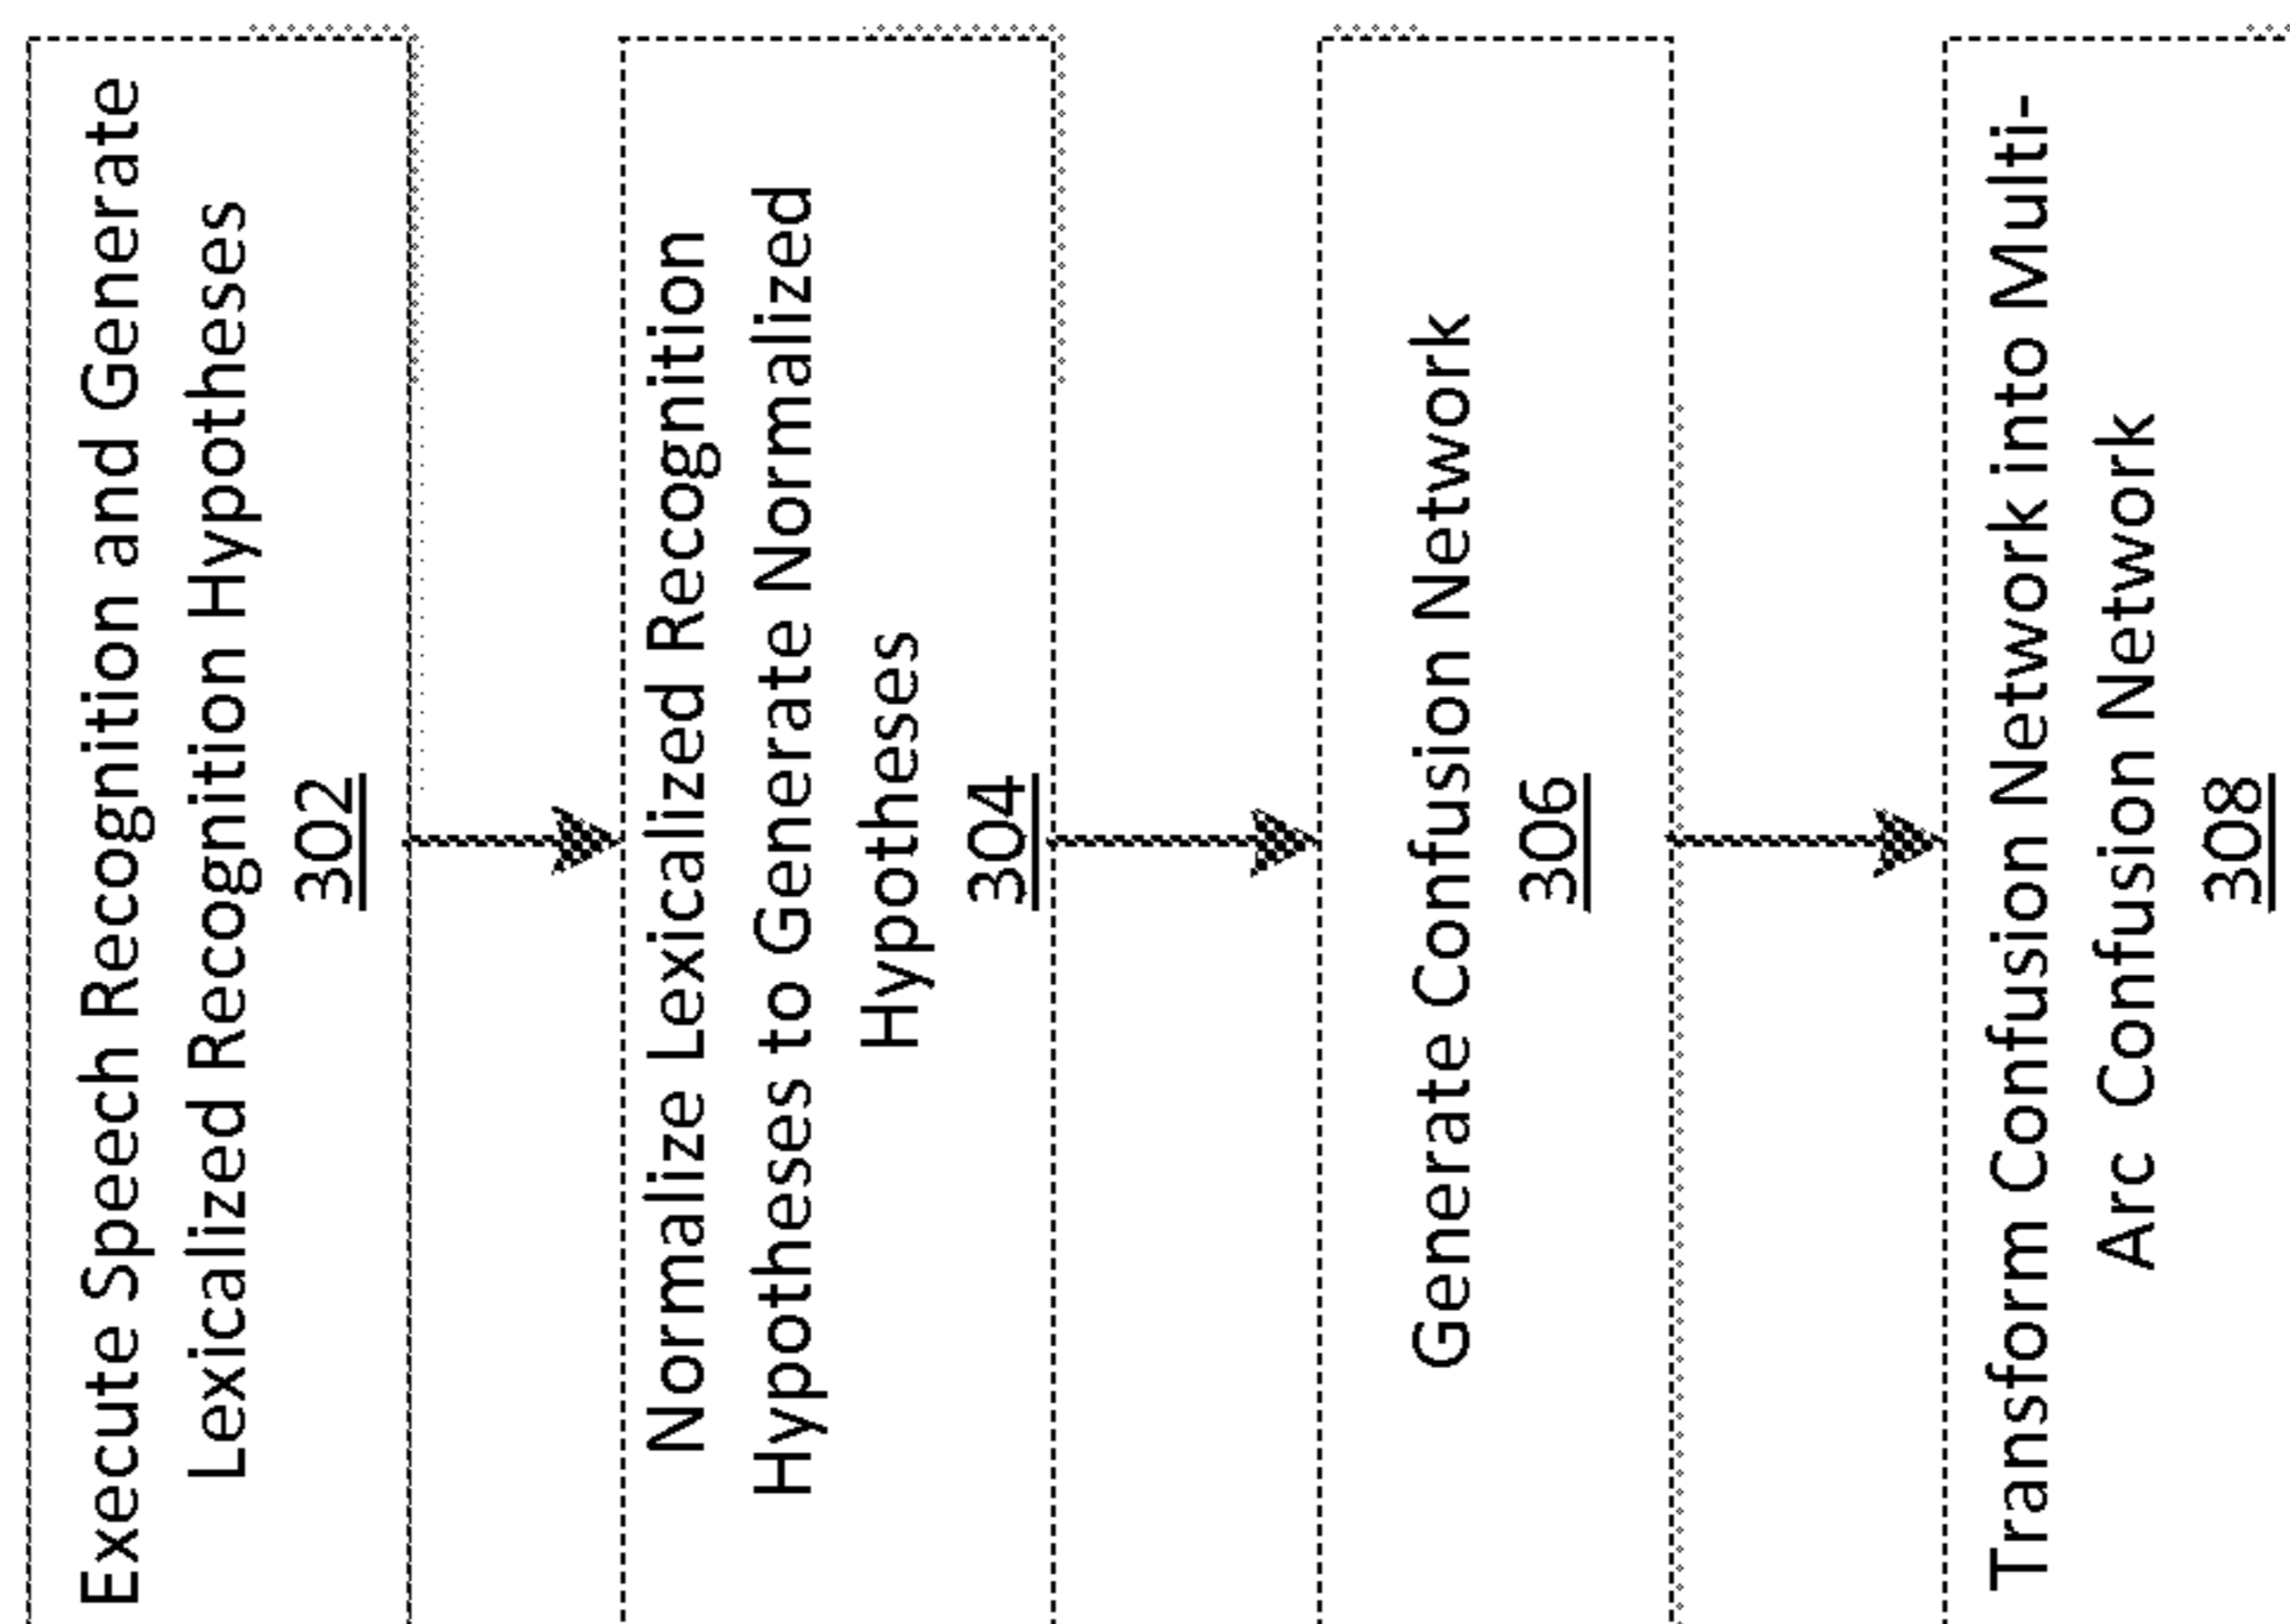 Execute Speech Recognition and Generate
Lexicalized Recognition Hypotheses
302
Normalize Lexicalized Recognition
Hypotheses to Generate Normalized
Hypotheses
304
Generate Confusion Network
306
Transform Confusion Network into Multi-
Arc Confusion Network
308